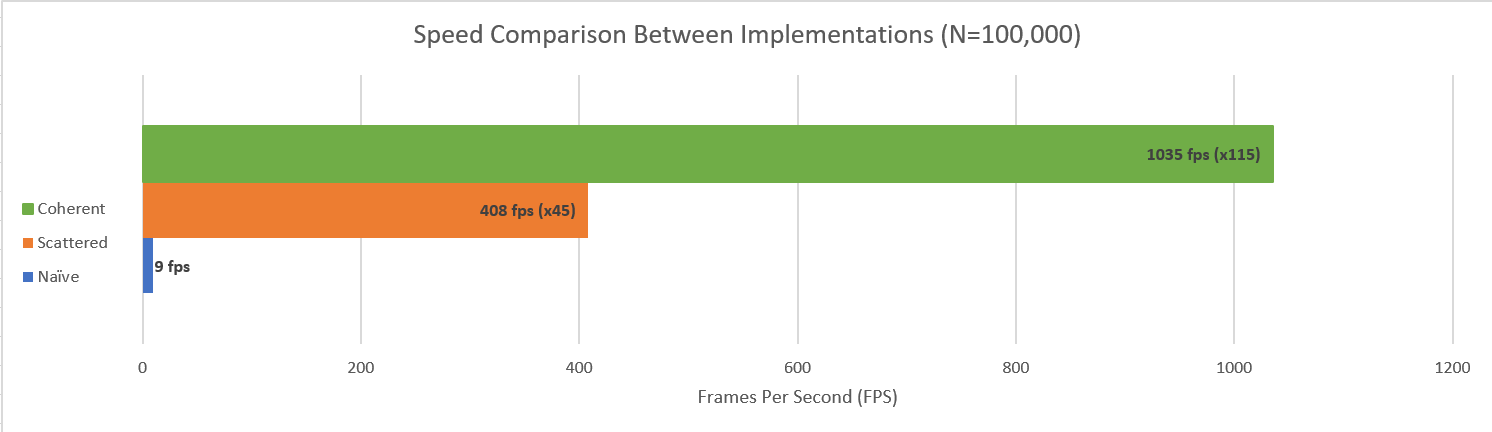 Speed Comparison Between Implementations (N=100,000)
1035 fps (x115)
408 fps (x45)
9 fps
Coherent
Scattered
Naïve
0 200 400 600 800 1000 1200
Frames Per Second (FPS)